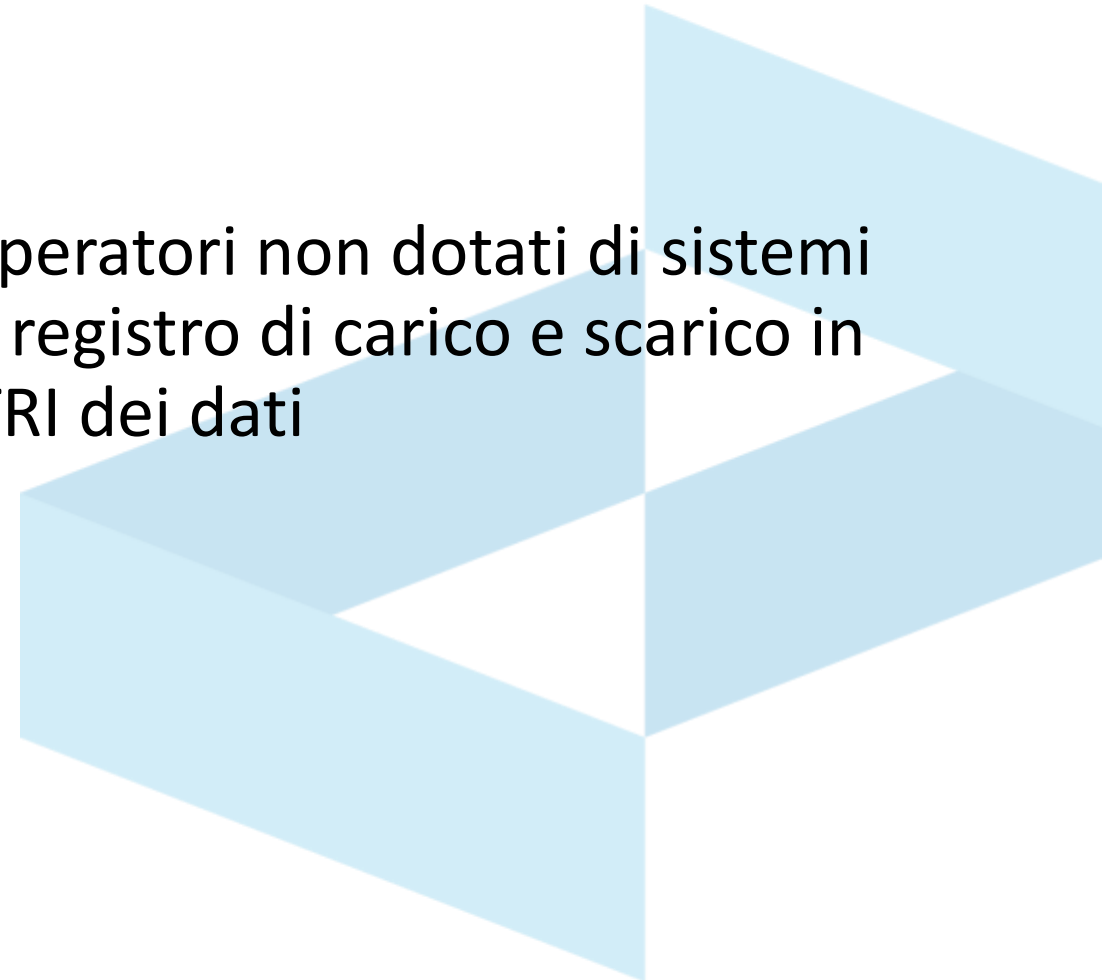 peratori non dotati di sistemi
registro di carico e scarico in
RI dei dati